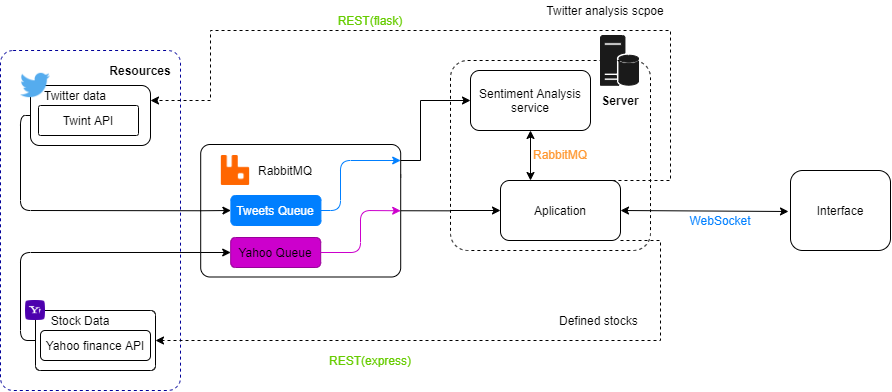 Twitter analysis scpoe
REST(flask)
Resources
Twitter data
Twint API
Sentiment Analysis
service
Server
RabbitMQ
RabbitMQ
Tweets Queue
Yahoo Queue
Aplication
WebSocket
Interface
Y!
Stock Data
Yahoo finance API
Defined stocks
REST(express)